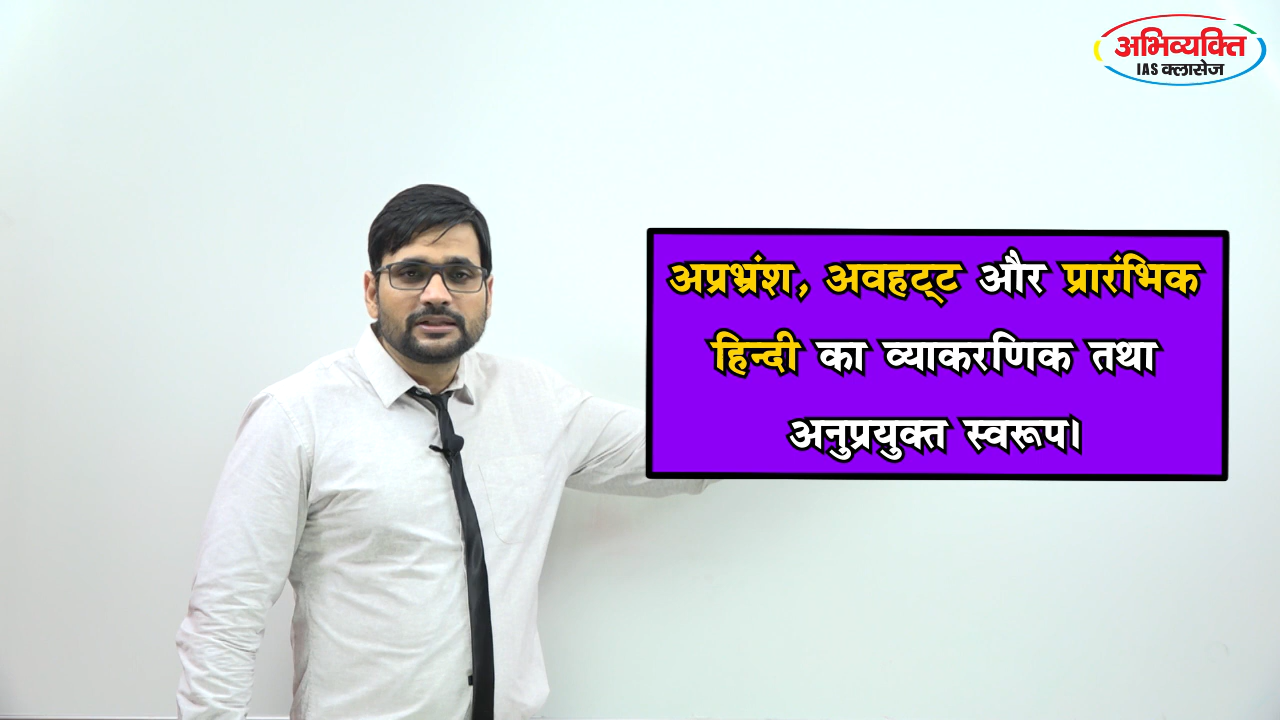 अभिव्यक्ति
IAS क्लासेज
अपभ्रंश, अवहट्ट और प्रारंभिक
हिन्दी का व्याकरणिक तथा
अनुप्रयुक्त स्वरूप।